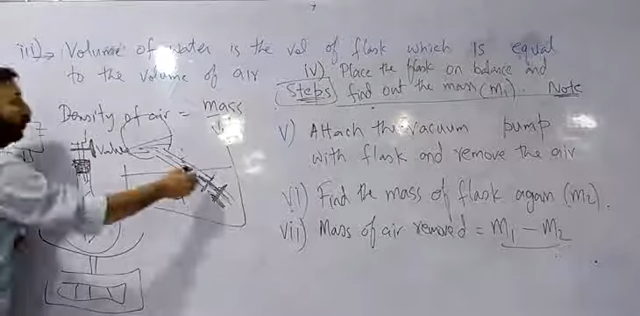 iii) → Volume of water is the vol of flask which is equal
to the volume of air
Density of air = mass
Valve
iv) Place the flask on balance and
Steps find out the mass (m₁). Note
v) Attach the vacuum pump
with flask and remove the air
vi) Find the mass of flask again (m₂).
vii) Mass of air removed = m₁ − m₂